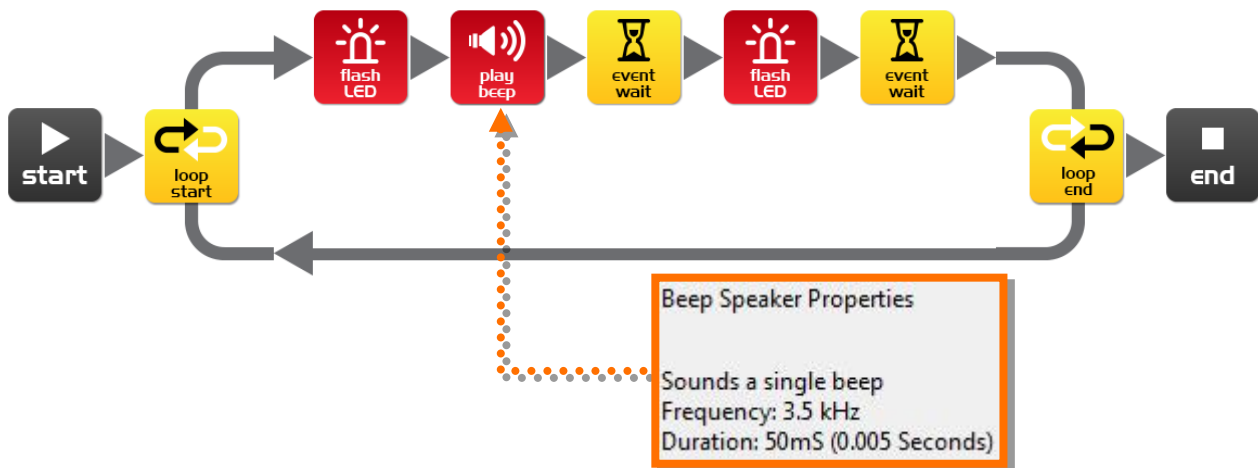 flash
LED
play
beep
event
wait
flash
LED
event
wait
start
loop
start
loop
end
end
Beep Speaker Properties
Sounds a single beep
Frequency: 3.5 kHz
Duration: 50mS (0.005 Seconds)